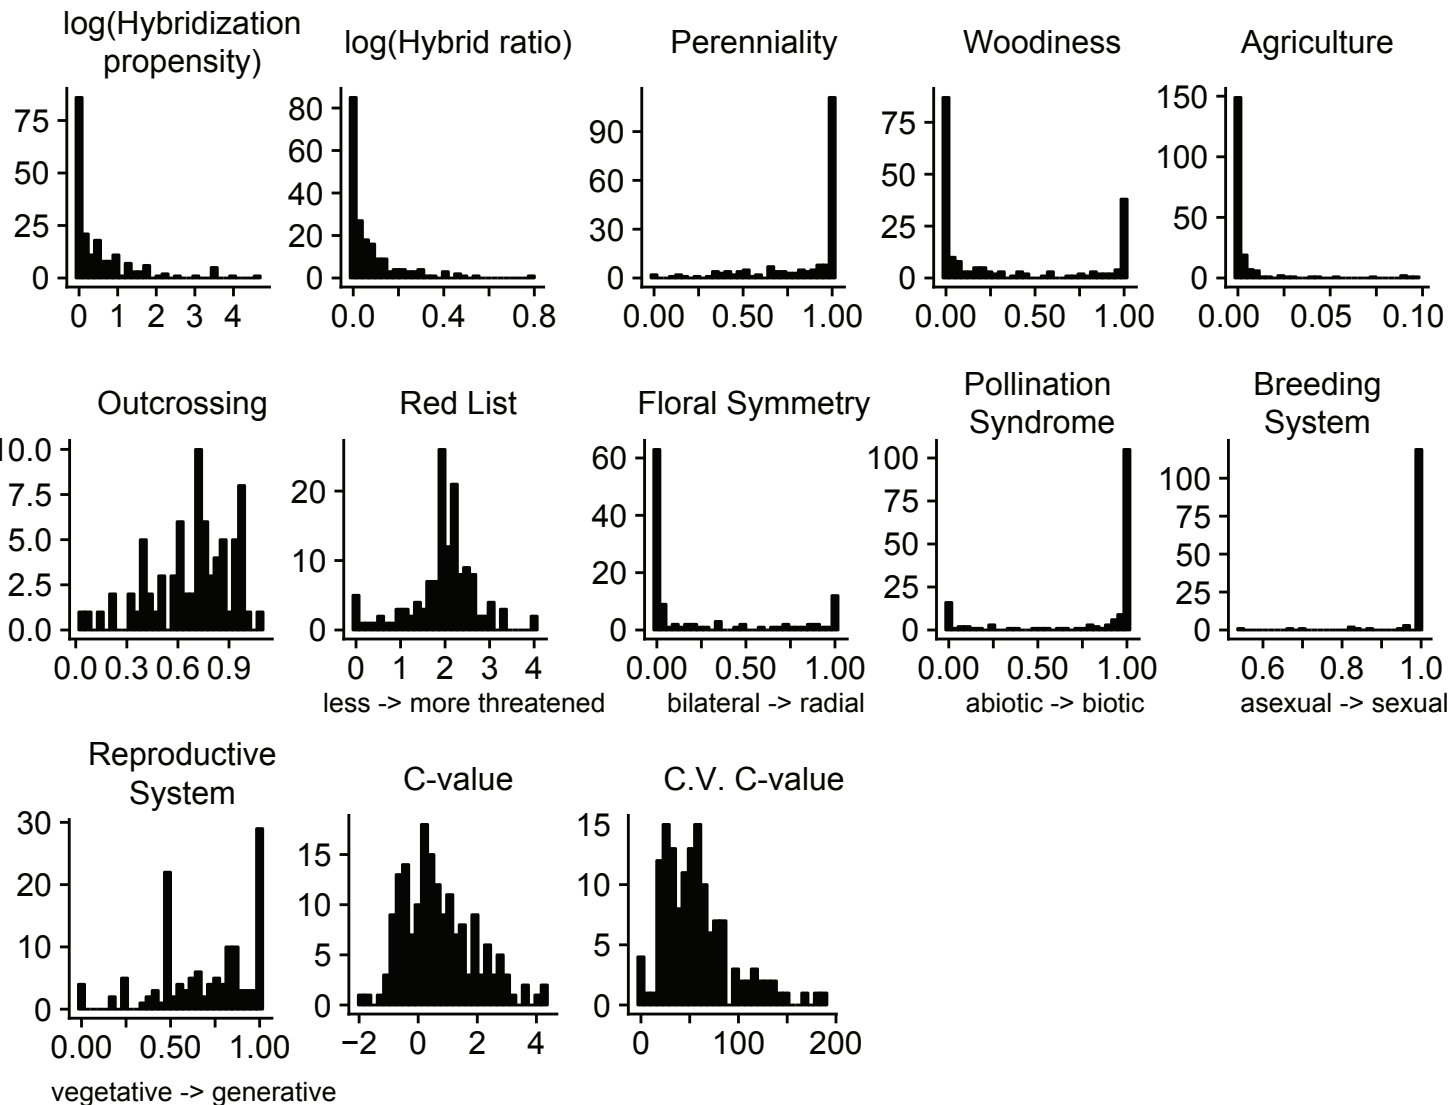 log(Hybridization
propensity)
log(Hybrid ratio)
Perenniality
Woodiness
Agriculture
75
50
25
0
0 1 2 3 4
80
60
40
20
0
0.0 0.4 0.8
90
60
30
0
0.00 0.50 1.00
75
50
25
0
0.00 0.50 1.00
150
100
50
0
0.00 0.05 0.10
Outcrossing
Red List
Floral Symmetry
Pollination
Syndrome
Breeding
System
10.0
7.5
5.0
2.5
0.0
0.0 0.3 0.6 0.9
20
10
0
0 1 2 3 4
less -> more threatened
60
40
20
0
0.00 0.50 1.00
bilateral -> radial
100
75
50
25
0
0.00 0.50 1.00
abiotic -> biotic
100
75
50
25
0
0.6 0.8 1.0
asexual -> sexual
Reproductive
System
C-value
C.V. C-value
30
20
10
0
0.00 0.50 1.00
vegetative -> generative
15
10
5
0
−2 0 2 4
15
10
5
0
0 100 200